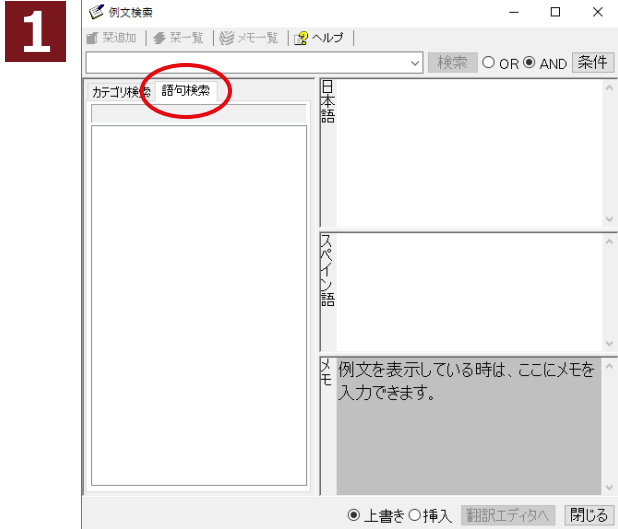 1
例文検索
栞追加 栞一覧 メモ一覧 ヘルプ
検索 OR AND 条件
カテゴリ検索 語句検索
日本語
スペイン語
メモ
例文を表示している時は、ここにメモを
入力できます。
上書き 挿入 翻訳エディタへ 閉じる